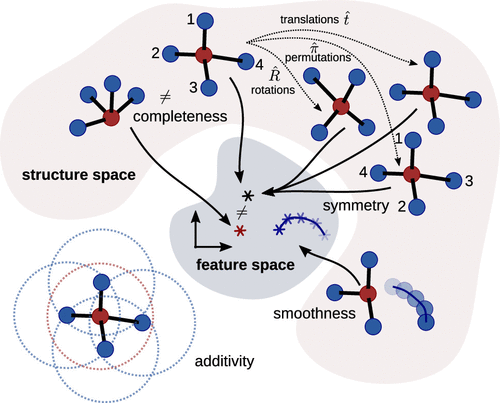 translations t̂
1
π̂
permutations
2
4
R̂
rotations
3
≠
completeness
structure space
1
4
3
2
symmetry
≠
feature space
smoothness
additivity